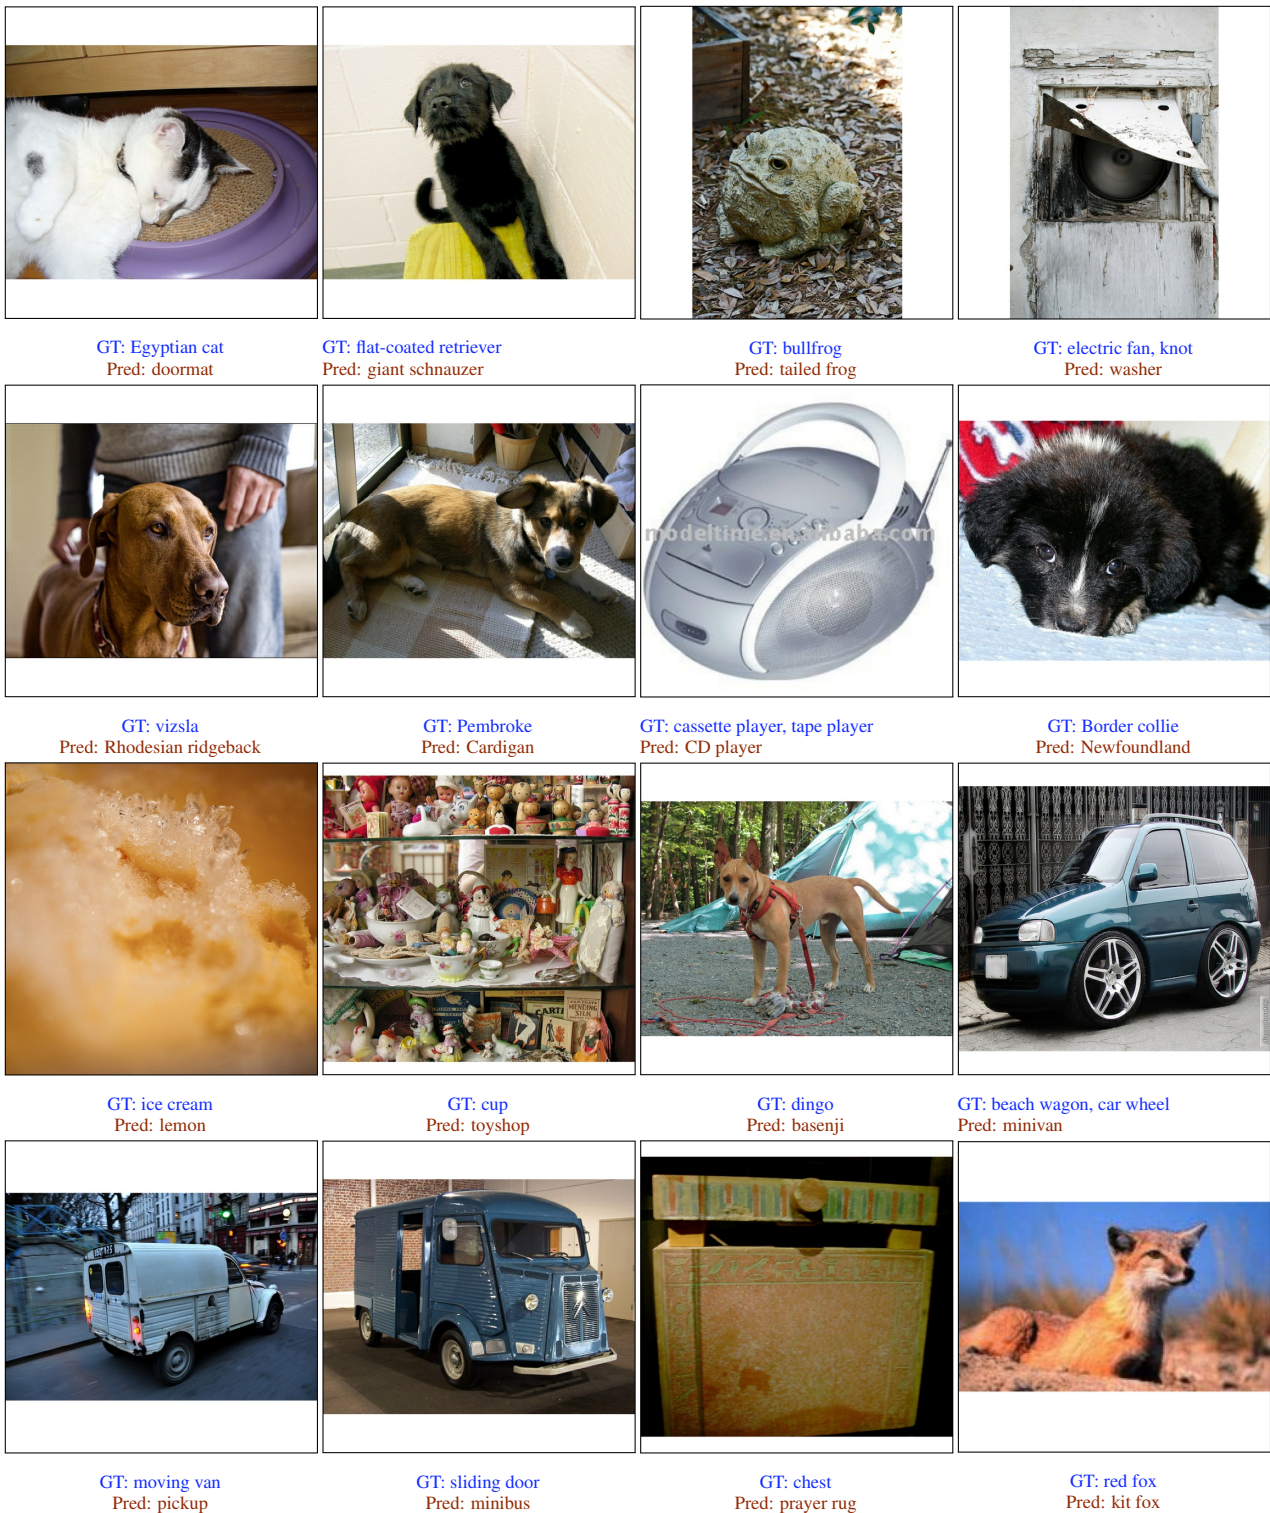 modeltime.en.alibaba.com
GT: Egyptian cat
Pred: doormat
GT: flat-coated retriever
Pred: giant schnauzer
GT: bullfrog
Pred: tailed frog
GT: electric fan, knot
Pred: washer
GT: vizsla
Pred: Rhodesian ridgeback
GT: Pembroke
Pred: Cardigan
GT: cassette player, tape player
Pred: CD player
GT: Border collie
Pred: Newfoundland
MENDING
SILK
GT: ice cream
Pred: lemon
GT: cup
Pred: toyshop
GT: dingo
Pred: basenji
GT: beach wagon, car wheel
Pred: minivan
GT: moving van
Pred: pickup
GT: sliding door
Pred: minibus
GT: chest
Pred: prayer rug
GT: red fox
Pred: kit fox